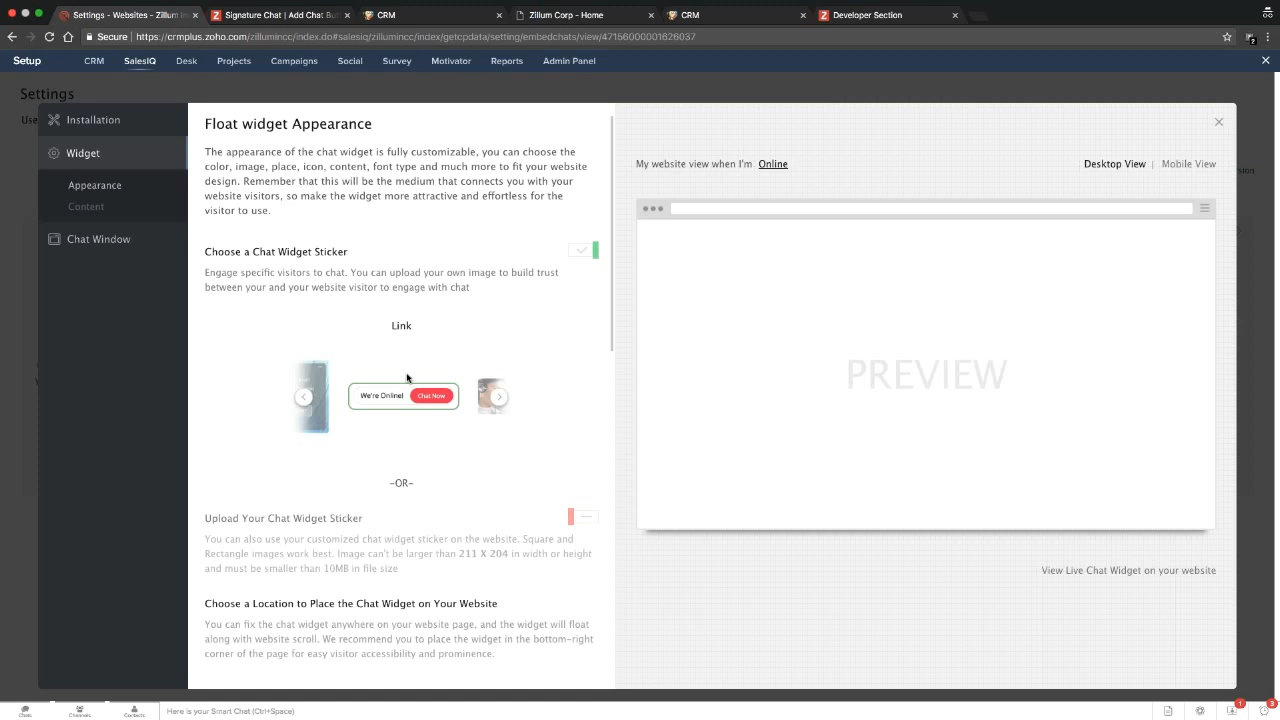 Settings - Websites - Zoho
Zillum Corp - Blog
CRM
Zillum Corp - Home
CRM
Developer Section
Secure | https://crmplus.zoho.com/zillumincc/index.do#salesiq/zillumincc/index/getcpdata/setting/embedchats/view/471560000001626037
Setup
CRM
SalesIQ
Desk
Projects
Campaigns
Social
Survey
Motivator
Reports
Admin Panel
Settings
Installation
Widget
Appearance
Content
Chat Window
Float widget Appearance
The appearance of the chat widget is fully customizable, you can choose the
color, image, place, icon, content, font type and much more to fit your website
design. Remember that this will be the medium that connects you with your
website visitors, so make the widget more attractive and effortless for the
visitor to use.
Choose a Chat Widget Sticker
Engage specific visitors to chat. You can upload your own image to build trust
between your and your website visitor to engage with chat
Link
We're Online!
Chat Now
-OR-
Upload Your Chat Widget Sticker
You can also use your customized chat widget sticker on the website. Square and
Rectangle images work best. Image can't be larger than 211 X 204 in width or height
and must be smaller than 10MB in file size
Choose a Location to Place the Chat Widget on Your Website
You can fix the chat widget anywhere on your website page, and the widget will float
along with website scroll. We recommend you to place the widget in the bottom-right
corner of the page for easy visitor accessibility and prominence.
My website view when I'm Online
Desktop View | Mobile View
PREVIEW
View Live Chat Widget on your website
Chats
Channels
Contacts
Here is your Smart Chat (Ctrl+Space)
1
3